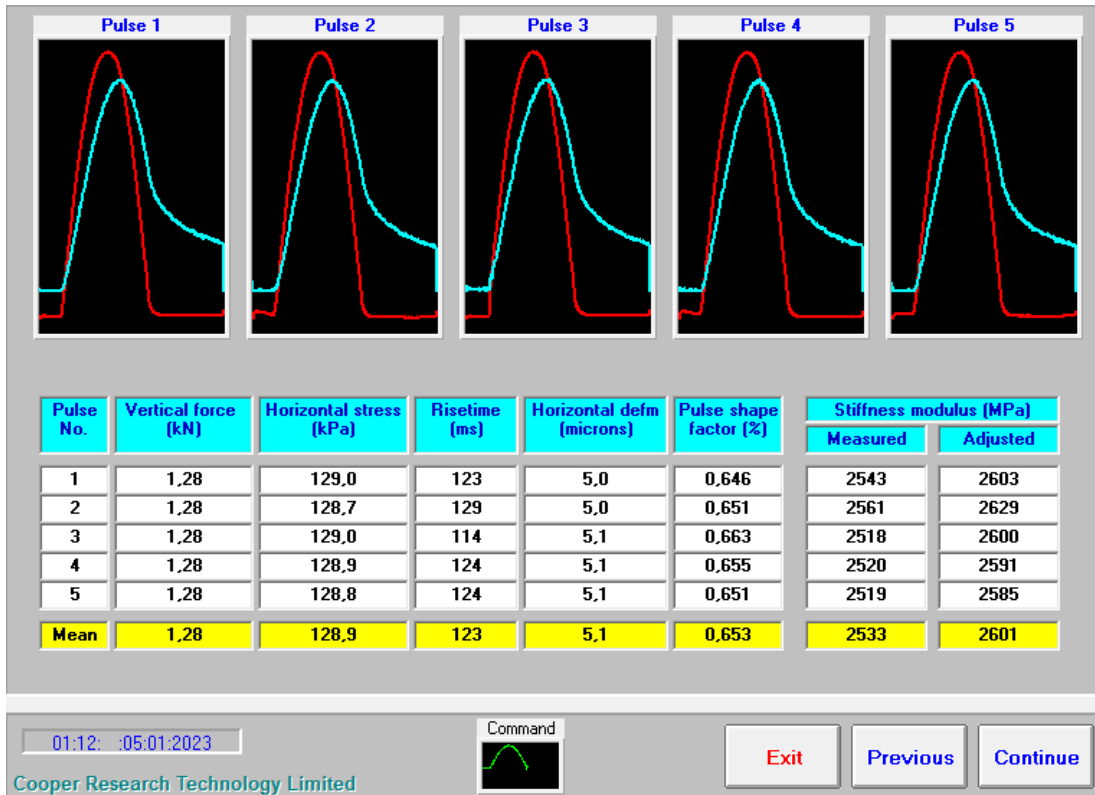 Pulse 1 Pulse 2 Pulse 3 Pulse 4 Pulse 5
Pulse No. Vertical force (kN) Horizontal stress (kPa) Risetime (ms) Horizontal defm (microns) Pulse shape factor (%) Stiffness modulus (MPa)
Measured Adjusted
1 1,28 129,0 123 5,0 0,646 2543 2603
2 1,28 128,7 129 5,0 0,651 2561 2629
3 1,28 129,0 114 5,1 0,663 2518 2600
4 1,28 128,9 124 5,1 0,655 2520 2591
5 1,28 128,8 124 5,1 0,651 2519 2585
Mean 1,28 128,9 123 5,1 0,653 2533 2601
Command
01:12: :05:01:2023
Exit Previous Continue
Cooper Research Technology Limited